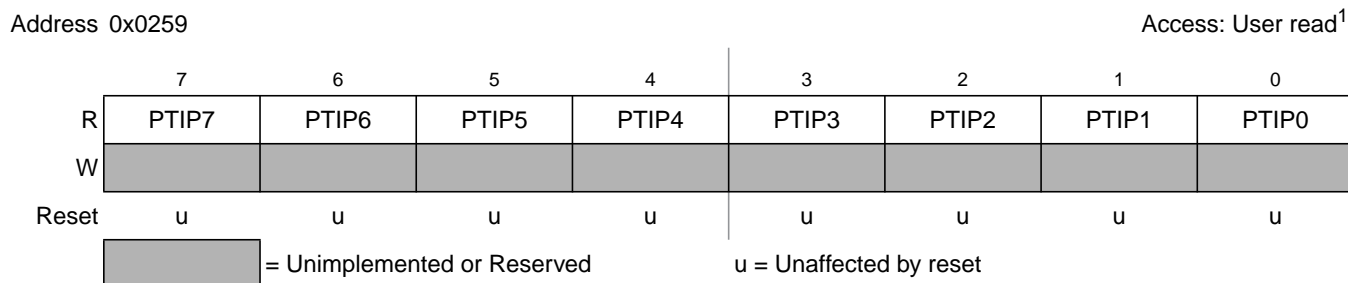 Address 0x0259 Access: User read1
7 6 5 4 3 2 1 0
R PTIP7 PTIP6 PTIP5 PTIP4 PTIP3 PTIP2 PTIP1 PTIP0
W
Reset u u u u u u u u
= Unimplemented or Reserved u = Unaffected by reset